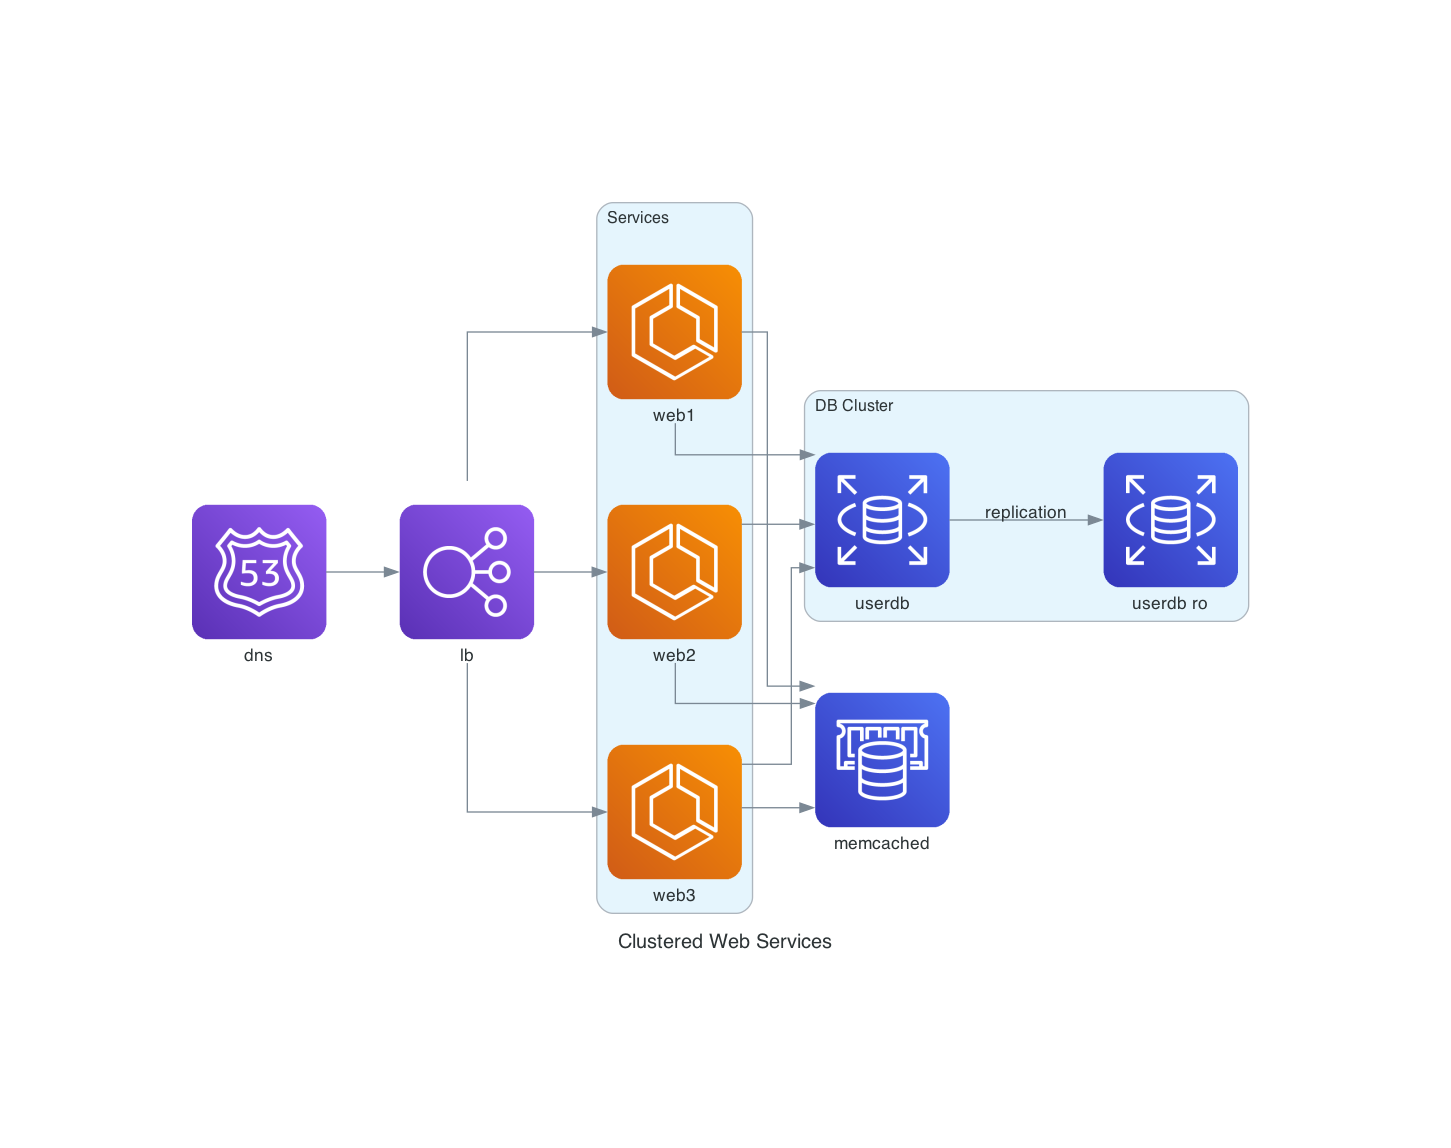 Services
web1
DB Cluster
replication
userdb
userdb ro
53
dns
lb
web2
memcached
web3
Clustered Web Services